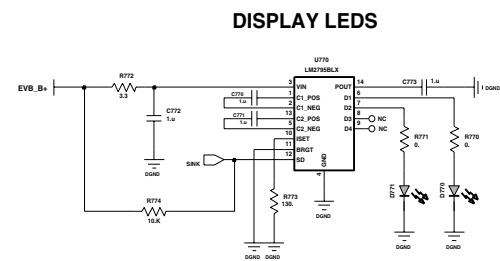 DISPLAY LEDS
U770
LM2795BLX
EVB_B+
R772
3.3
C772
1.u
DGND
C770
1.u
C771
1.u
3 VIN
1 C1_POS
2 C1_NEG
13 C2_POS
5 C2_NEG
10 ISET
11 BRGT
12 SD
POUT 14
D1 6
D2 7
D3 8 NC
D4 9 NC
GND
4
DGND
C773
1.u
DGND
SINK
R774
10.K
R773
130.
DGND DGND
R771
0.
R770
0.
D771
D770
DGND
DGND